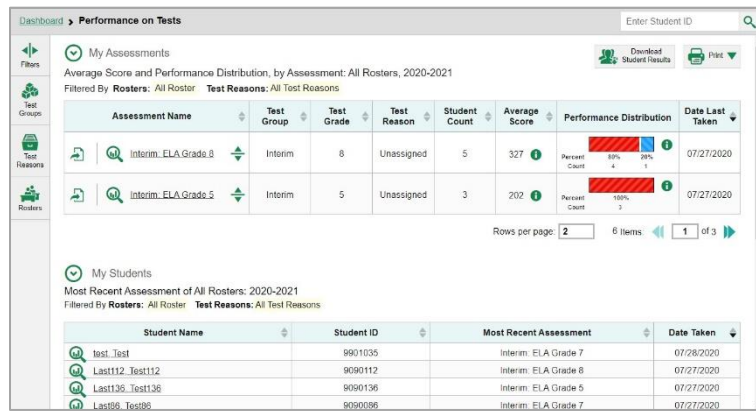 Dashboard > Performance on Tests
Enter Student ID
Filters
Test Groups
Test Reasons
Rosters
My Assessments
Download Student Results
Print
Average Score and Performance Distribution, by Assessment: All Rosters, 2020-2021
Filtered By Rosters: All Roster Test Reasons: All Test Reasons
Assessment Name Test Group Test Grade Test Reason Student Count Average Score Performance Distribution Date Last Taken
Interim: ELA Grade 8 Interim 8 Unassigned 5 327 Percent 80% 20% 07/27/2020
Count 4 1
Interim: ELA Grade 5 Interim 5 Unassigned 3 202 Percent 100% 07/27/2020
Count 3
Rows per page: 2 6 Items 1 of 3
My Students
Most Recent Assessment of All Rosters: 2020-2021
Filtered By Rosters: All Roster Test Reasons: All Test Reasons
Student Name Student ID Most Recent Assessment Date Taken
test, Test 9901035 Interim: ELA Grade 7 07/28/2020
Last112, Test112 9090112 Interim: ELA Grade 8 07/27/2020
Last136, Test136 9090136 Interim: ELA Grade 5 07/27/2020
Last86, Test86 9090086 Interim: ELA Grade 7 07/27/2020